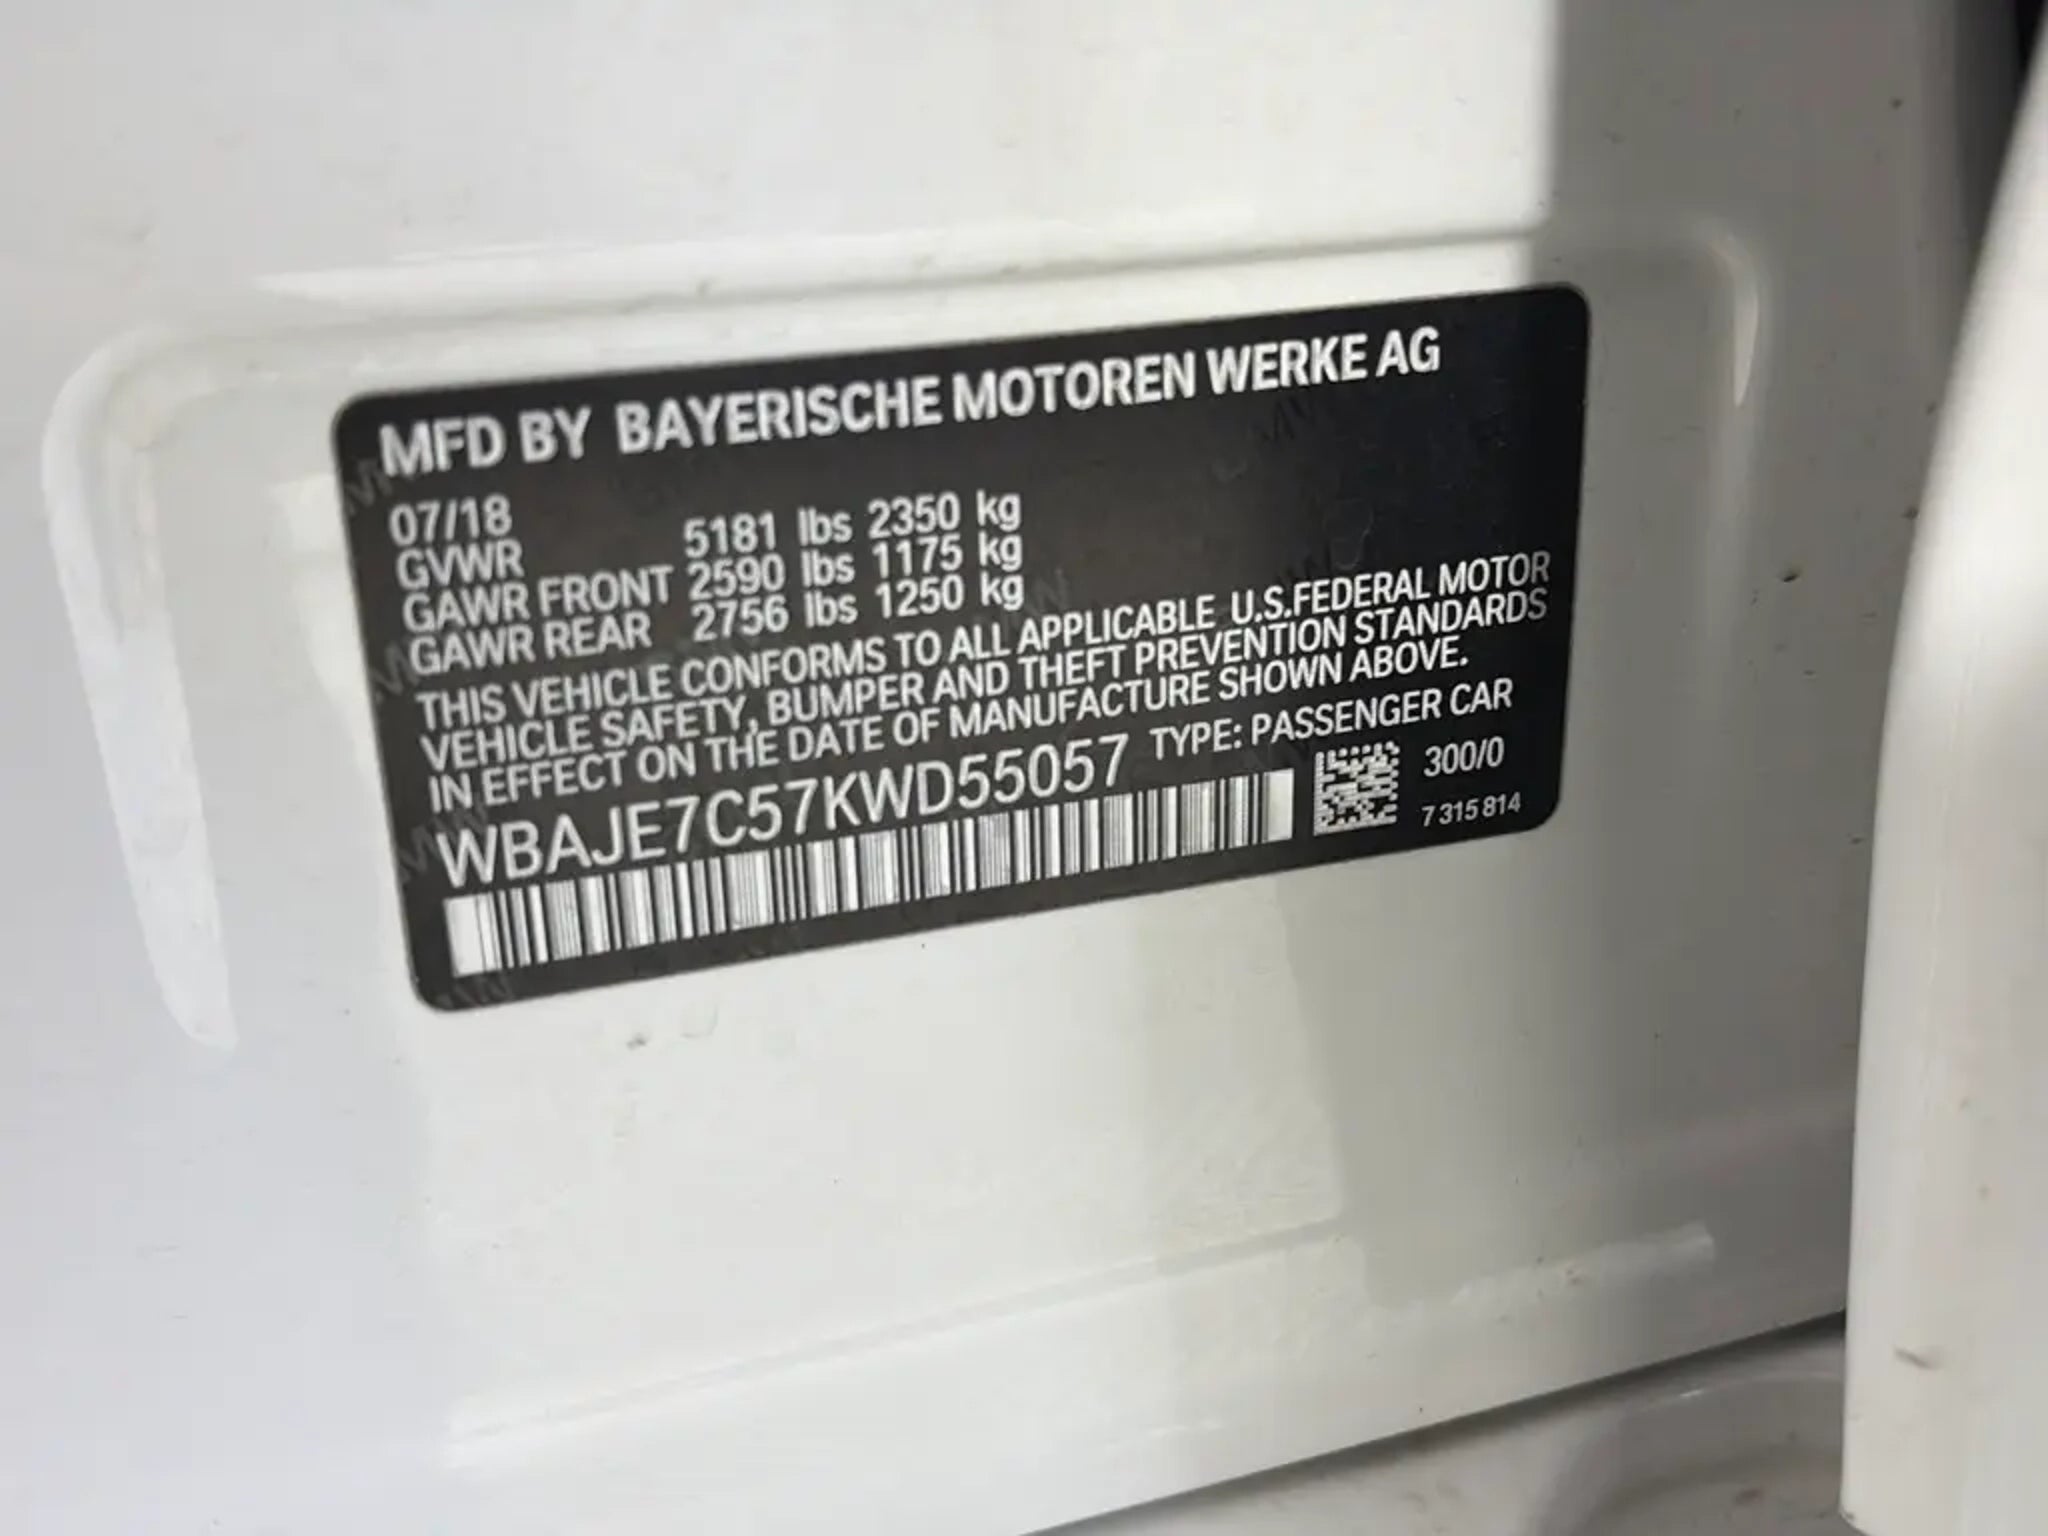 MFD BY BAYERISCHE MOTOREN WERKE AG
07/18
GVWR 5181 lbs 2350 kg
GAWR FRONT 2590 lbs 1175 kg
GAWR REAR 2756 lbs 1250 kg
THIS VEHICLE CONFORMS TO ALL APPLICABLE U.S.FEDERAL MOTOR
VEHICLE SAFETY, BUMPER AND THEFT PREVENTION STANDARDS
IN EFFECT ON THE DATE OF MANUFACTURE SHOWN ABOVE.
WBAJE7C57KWD55057 TYPE: PASSENGER CAR
300/0
7 315 814